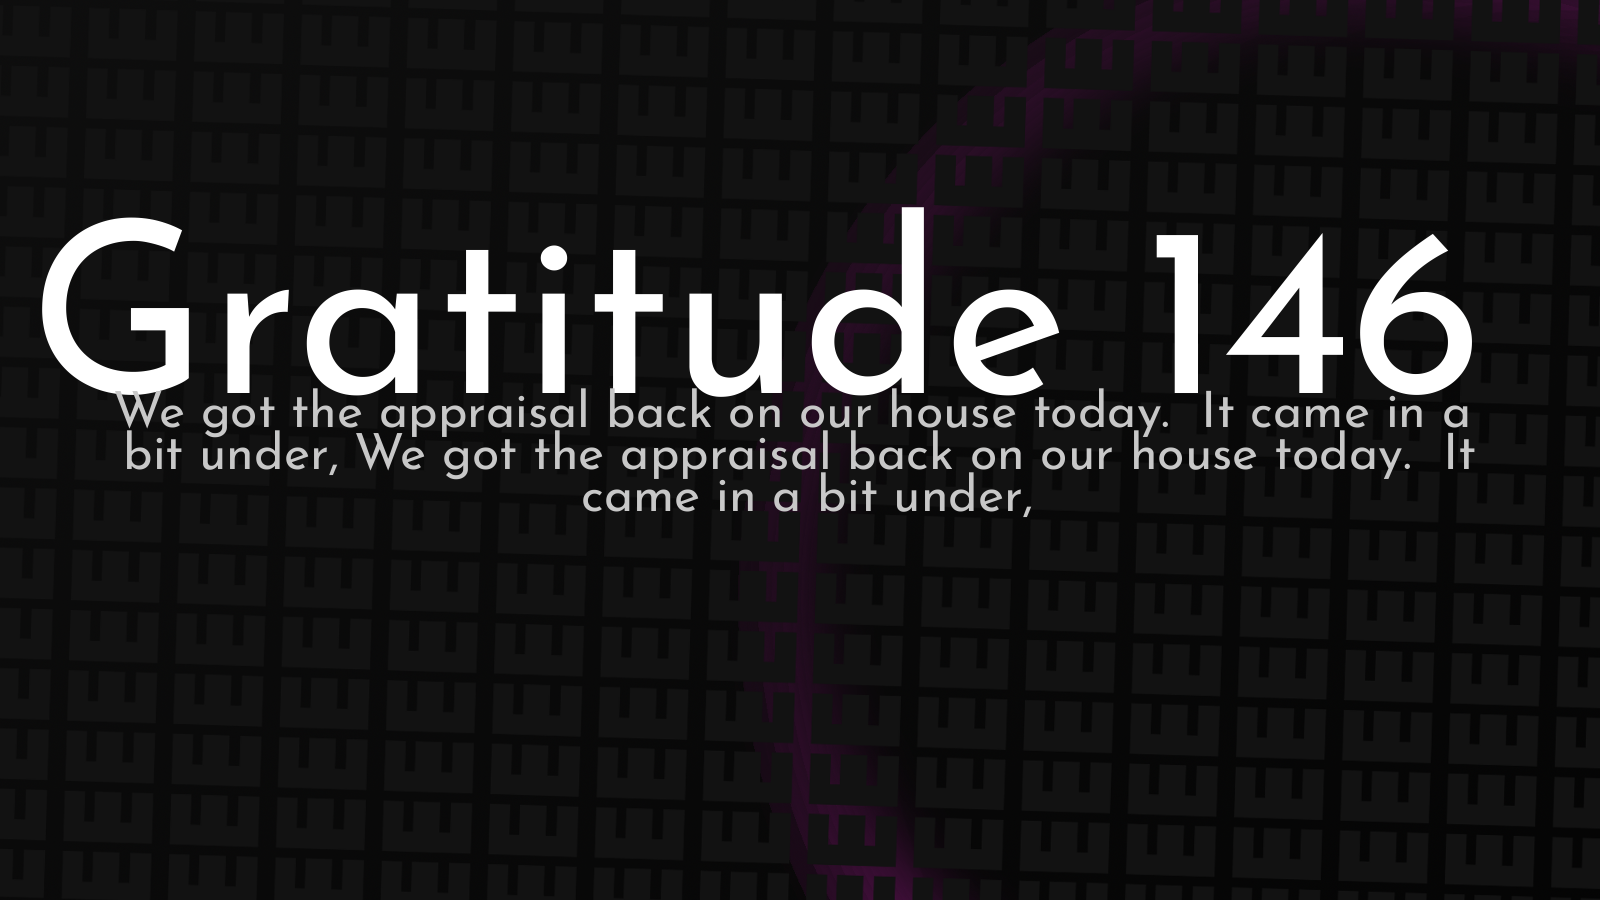 Gratitude 146
We got the appraisal back on our house today.  It came in a
bit under, We got the appraisal back on our house today.  It
came in a bit under,